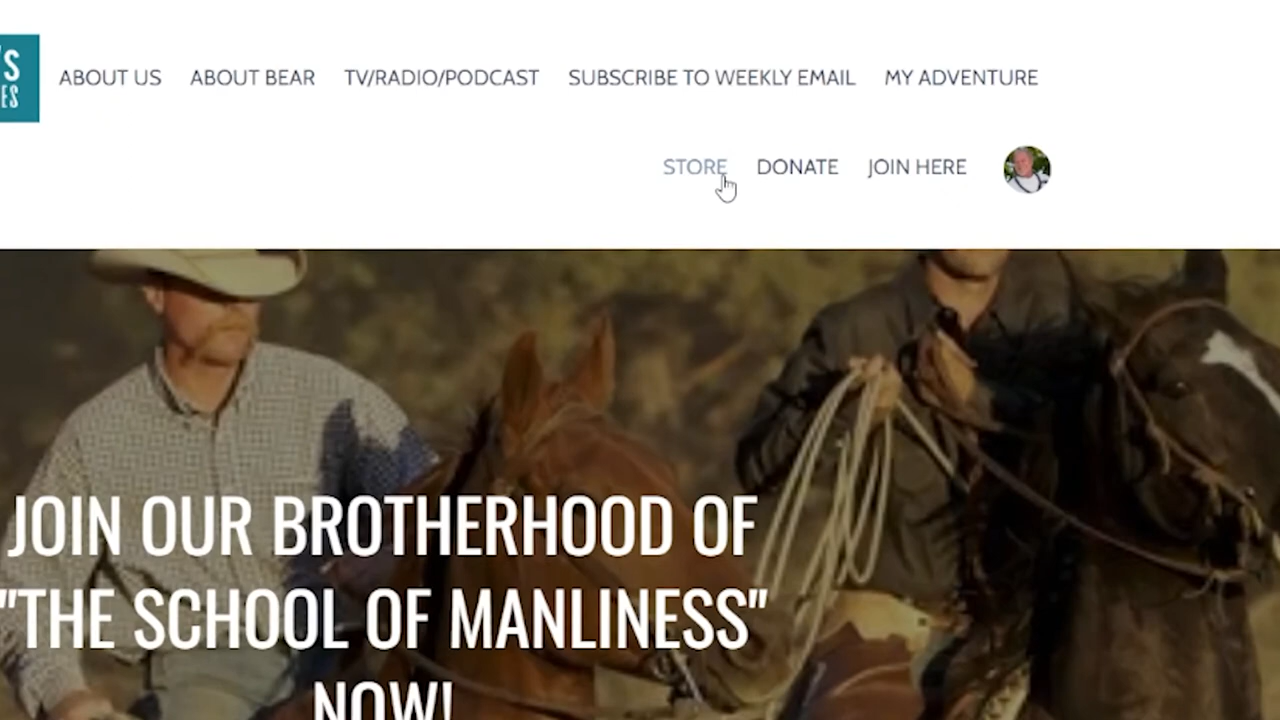 'S
ES
ABOUT US ABOUT BEAR TV/RADIO/PODCAST SUBSCRIBE TO WEEKLY EMAIL MY ADVENTURE
STORE DONATE JOIN HERE
JOIN OUR BROTHERHOOD OF
"THE SCHOOL OF MANLINESS"
NOW!